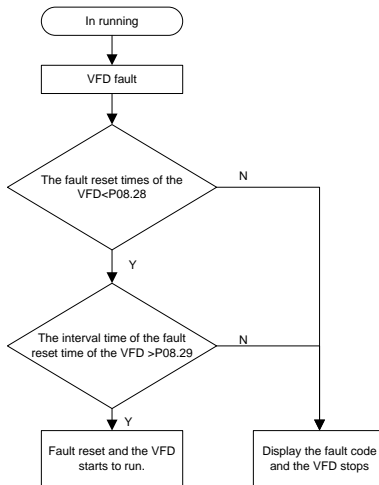 In running
VFD fault
The fault reset times of the
VFD<P08.28
N
Y
The interval time of the fault
reset time of the VFD >P08.29
N
Y
Fault reset and the VFD
starts to run.
Display the fault code
and the VFD stops